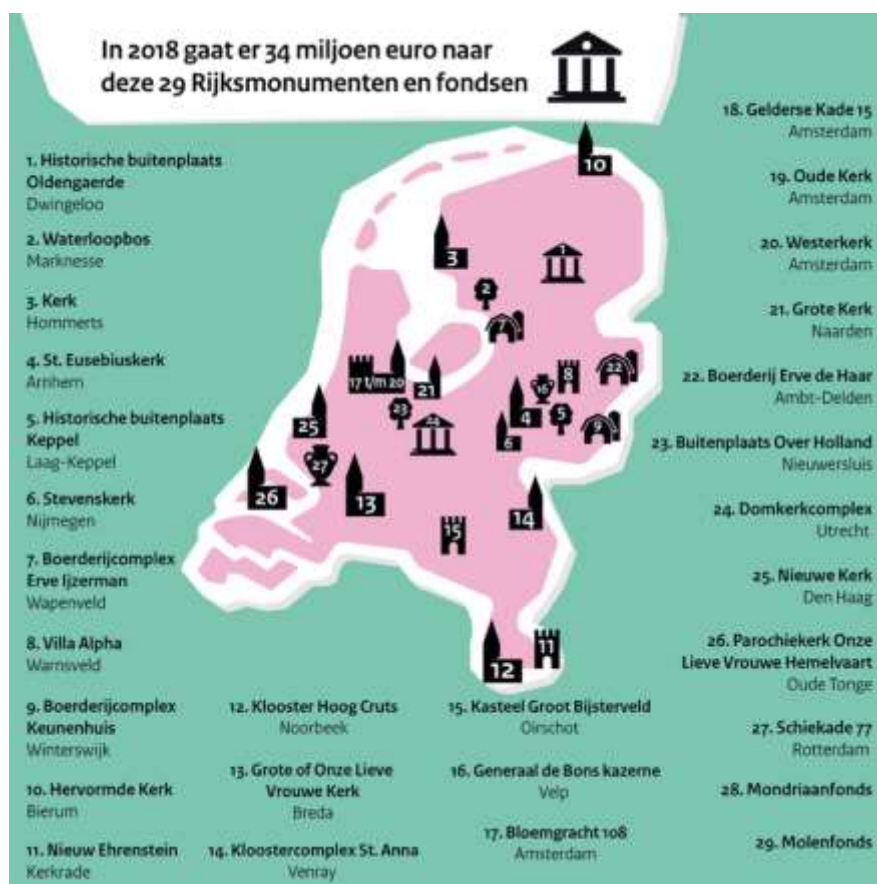 In 2018 gaat er 34 miljoen euro naar
deze 29 Rijksmonumenten en fondsen
1. Historische buitenplaats
Oldengaerde
Dwingeloo
2. Waterloopbos
Marknesse
3. Kerk
Hommerts
4. St. Eusebiuskerk
Arnhem
5. Historische buitenplaats
Keppel
Laag-Keppel
6. Stevenskerk
Nijmegen
7. Boerderijcomplex
Erve Ijzerman
Wapenveld
8. Villa Alpha
Warnsveld
9. Boerderijcomplex
Keunenhuis
Winterswijk
10. Hervormde Kerk
Bierum
11. Nieuw Ehrenstein
Kerkrade
12. Klooster Hoog Cruts
Noorbeek
13. Grote of Onze Lieve
Vrouwe Kerk
Breda
14. Kloostercomplex St. Anna
Venray
15. Kasteel Groot Bijsterveld
Oirschot
16. Generaal de Bons kazerne
Velp
17. Bloemgracht 108
Amsterdam
18. Gelderse Kade 15
Amsterdam
19. Oude Kerk
Amsterdam
20. Westerkerk
Amsterdam
21. Grote Kerk
Naarden
22. Boerderij Erve de Haar
Ambt-Delden
23. Buitenplaats Over Holland
Nieuwersluis
24. Domkerkcomplex
Utrecht
25. Nieuwe Kerk
Den Haag
26. Parochiekerk Onze
Lieve Vrouwe Hemelvaart
Oude Tonge
27. Schiekade 77
Rotterdam
28. Mondriaanfonds
29. Molenfonds
10
3
1
2
7
17 t/m 20
21
16
8
22
23
24
4
5
9
6
25
27
26
13
14
15
12
11